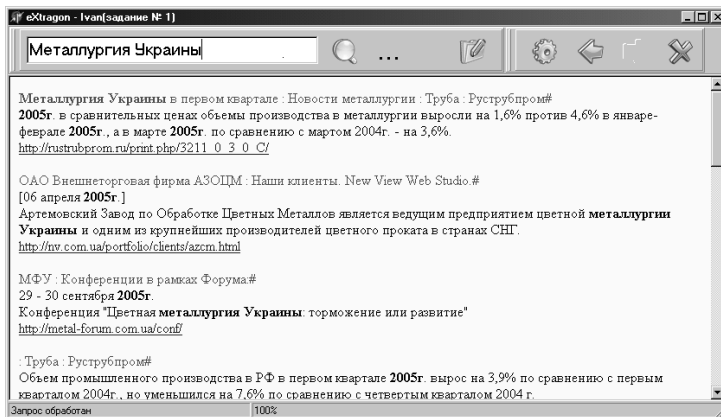 eXtragon - Ivan(задание № 1)
Металлургия Украины
...
Металлургия Украины в первом квартале : Новости металлургии : Труба : Руструбпром#
2005г. в сравнительных ценах объемы производства в металлургии выросли на 1,6% против 4,6% в январе-
феврале 2005г., а в марте 2005г. по сравнению с мартом 2004г. - на 3,6%.
http://rustrubprom.ru/print.php/3211_0_3_0_C/
ОАО Внешнеторговая фирма АЗОЦМ : Наши клиенты. New View Web Studio.#
[06 апреля 2005г.]
Артемовский Завод по Обработке Цветных Металлов является ведущим предприятием цветной металлургии
Украины и одним из крупнейших производителей цветного проката в странах СНГ.
http://nv.com.ua/portfolio/clients/azcm.html
МФУ : Конференции в рамках Форума:#
29 - 30 сентября 2005г.
Конференция "Цветная металлургия Украины: торможение или развитие"
http://metal-forum.com.ua/conf/
: Труба : Руструбпром#
Объем промышленного производства в РФ в первом квартале 2005г. вырос на 3,9% по сравнению с первым
кварталом 2004г., но уменьшился на 7,6% по сравнению с четвертым кварталом 2004 г.
Запрос обработан 100%